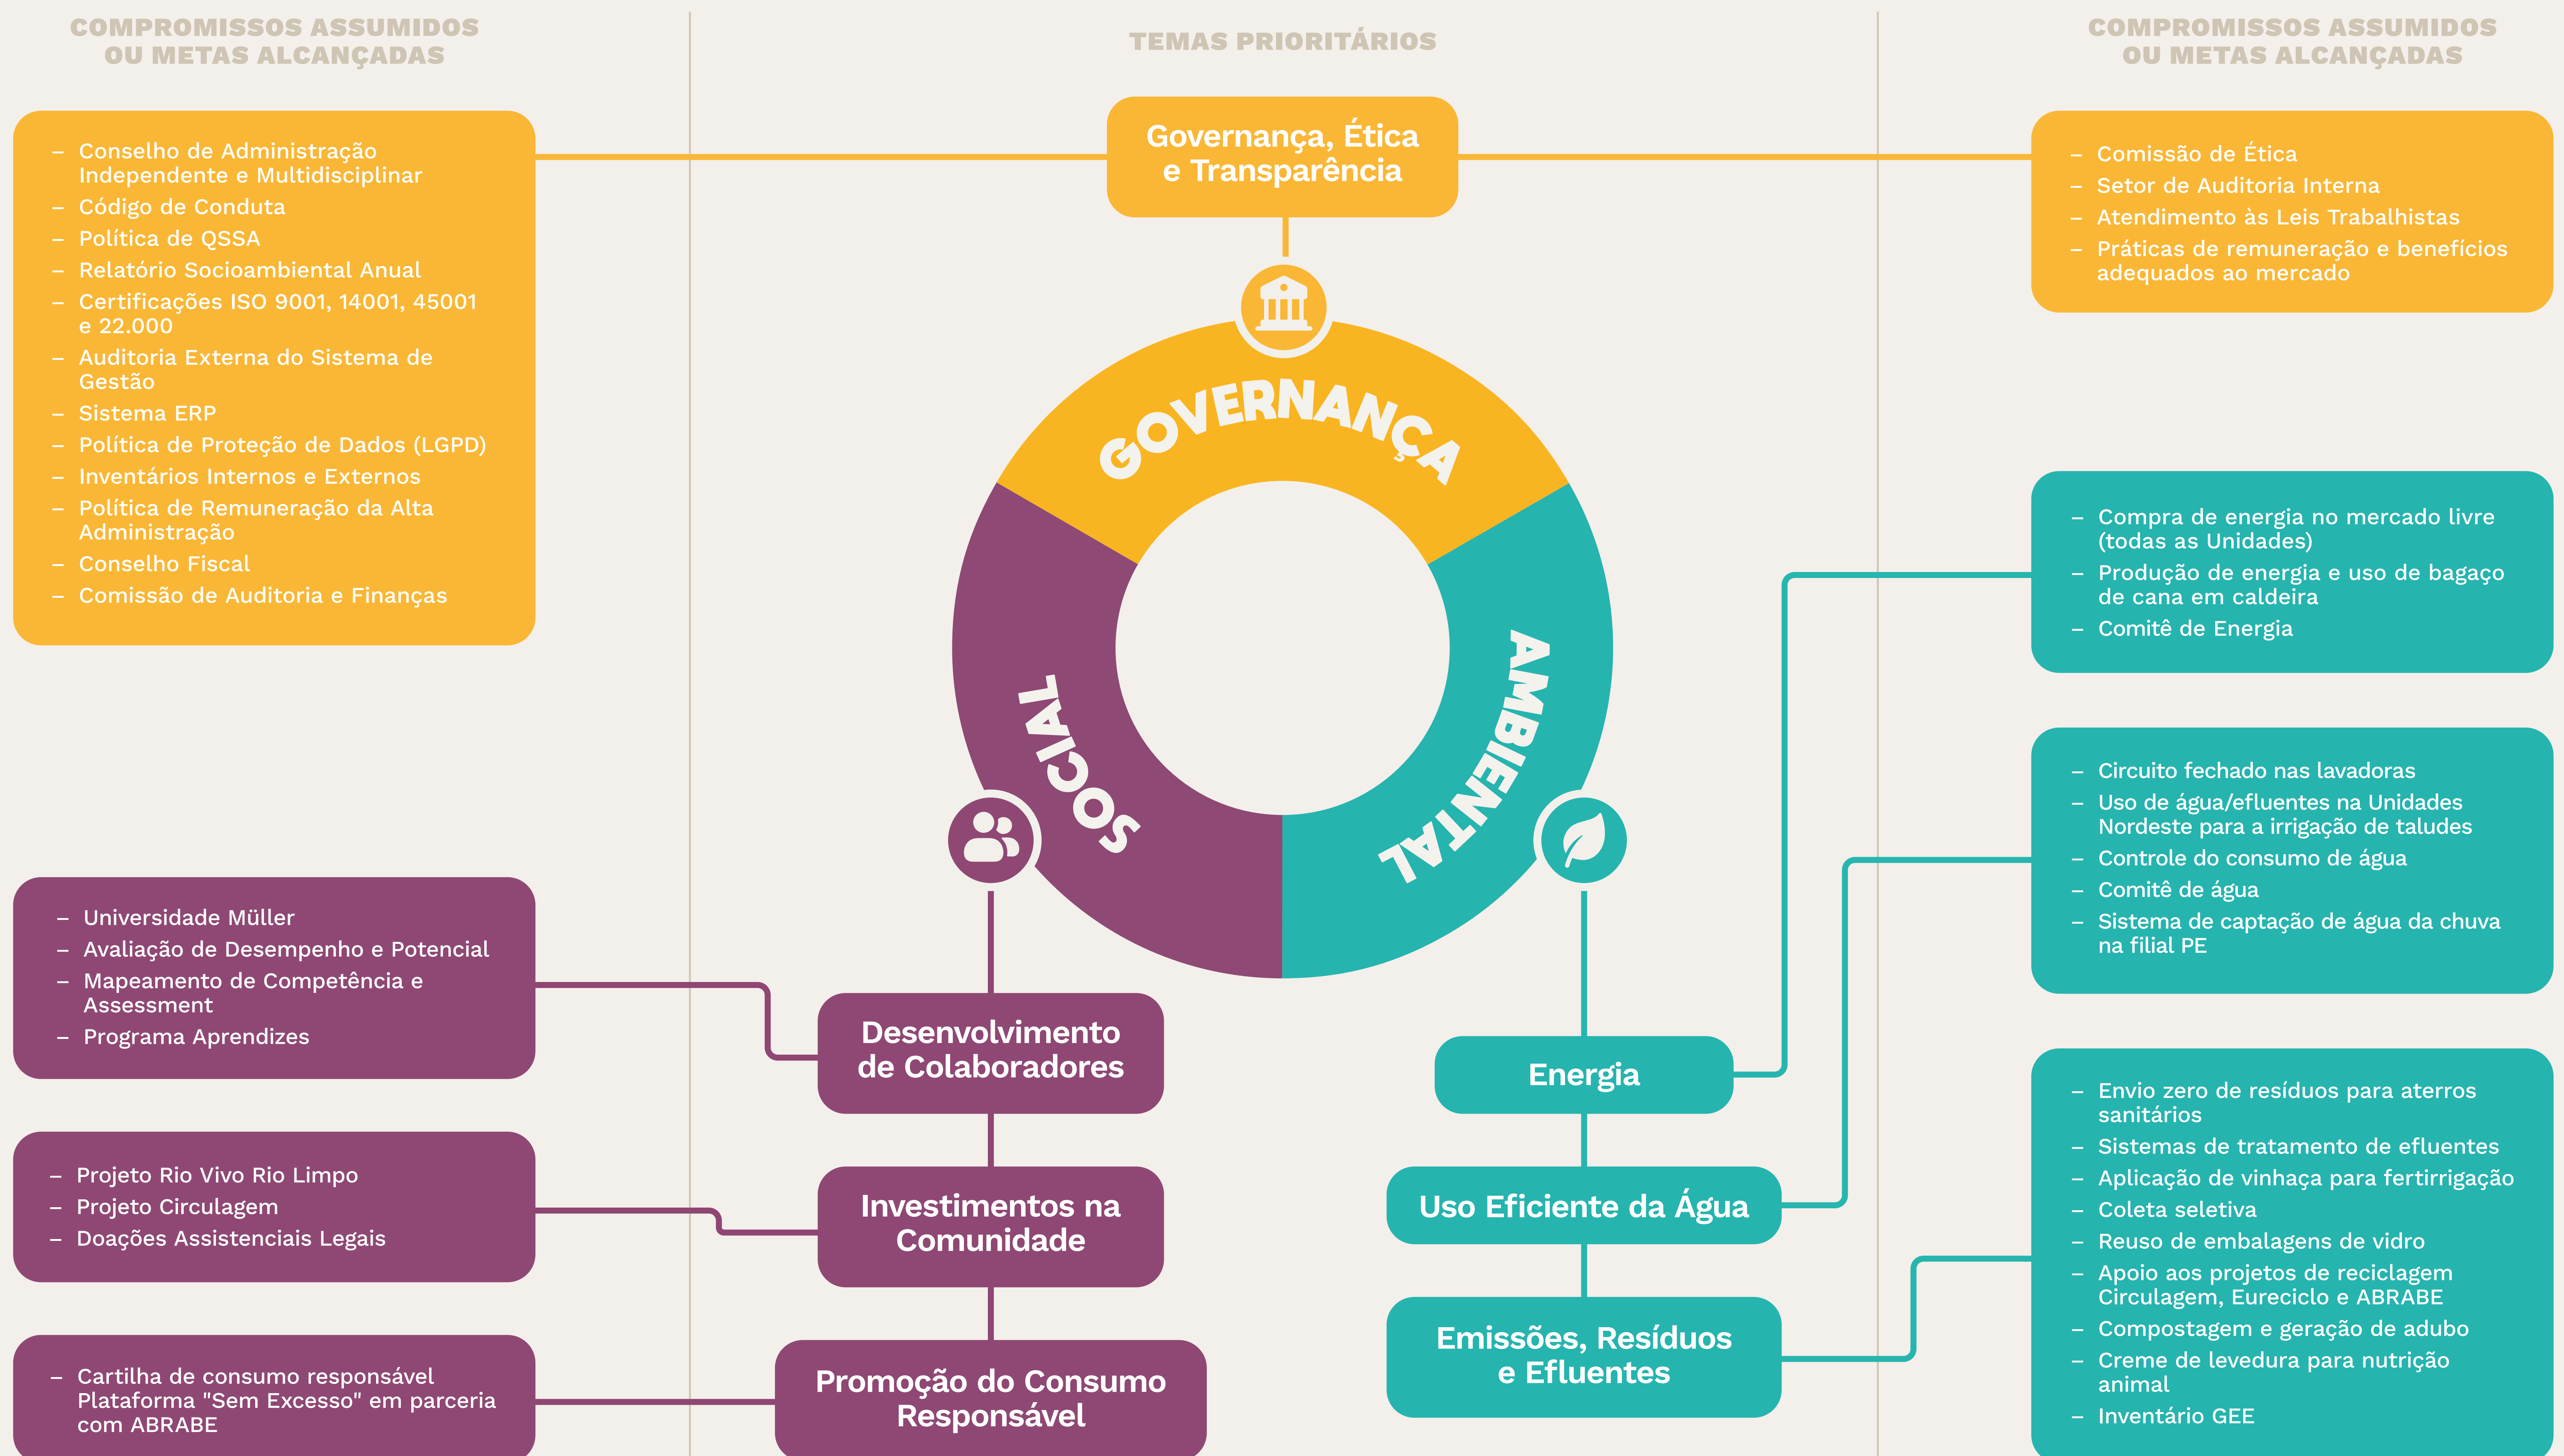 COMPROMISSOS ASSUMIDOS
OU METAS ALCANÇADAS
– Conselho de Administração
Independente e Multidisciplinar
– Código de Conduta
– Política de QSSA
– Relatório Socioambiental Anual
– Certificações ISO 9001, 14001, 45001
e 22.000
– Auditoria Externa do Sistema de
Gestão
– Sistema ERP
– Política de Proteção de Dados (LGPD)
– Inventários Internos e Externos
– Política de Remuneração da Alta
Administração
– Conselho Fiscal
– Comissão de Auditoria e Finanças
– Universidade Müller
– Avaliação de Desempenho e Potencial
– Mapeamento de Competência e
Assessment
– Programa Aprendizes
– Projeto Rio Vivo Rio Limpo
– Projeto Circulagem
– Doações Assistenciais Legais
– Cartilha de consumo responsável
Plataforma "Sem Excesso" em parceria
com ABRABE
TEMAS PRIORITÁRIOS
Governança, Ética
e Transparência
GOVERNANÇA
SOCIAL
AMBIENTAL
Desenvolvimento
de Colaboradores
Investimentos na
Comunidade
Promoção do Consumo
Responsável
Energia
Uso Eficiente da Água
Emissões, Resíduos
e Efluentes
COMPROMISSOS ASSUMIDOS
OU METAS ALCANÇADAS
– Comissão de Ética
– Setor de Auditoria Interna
– Atendimento às Leis Trabalhistas
– Práticas de remuneração e benefícios
adequados ao mercado
– Compra de energia no mercado livre
(todas as Unidades)
– Produção de energia e uso de bagaço
de cana em caldeira
– Comitê de Energia
– Circuito fechado nas lavadoras
– Uso de água/efluentes na Unidades
Nordeste para a irrigação de taludes
– Controle do consumo de água
– Comitê de água
– Sistema de captação de água da chuva
na filial PE
– Envio zero de resíduos para aterros
sanitários
– Sistemas de tratamento de efluentes
– Aplicação de vinhaça para fertirrigação
– Coleta seletiva
– Reuso de embalagens de vidro
– Apoio aos projetos de reciclagem
Circulagem, Eureciclo e ABRABE
– Compostagem e geração de adubo
– Creme de levedura para nutrição
animal
– Inventário GEE